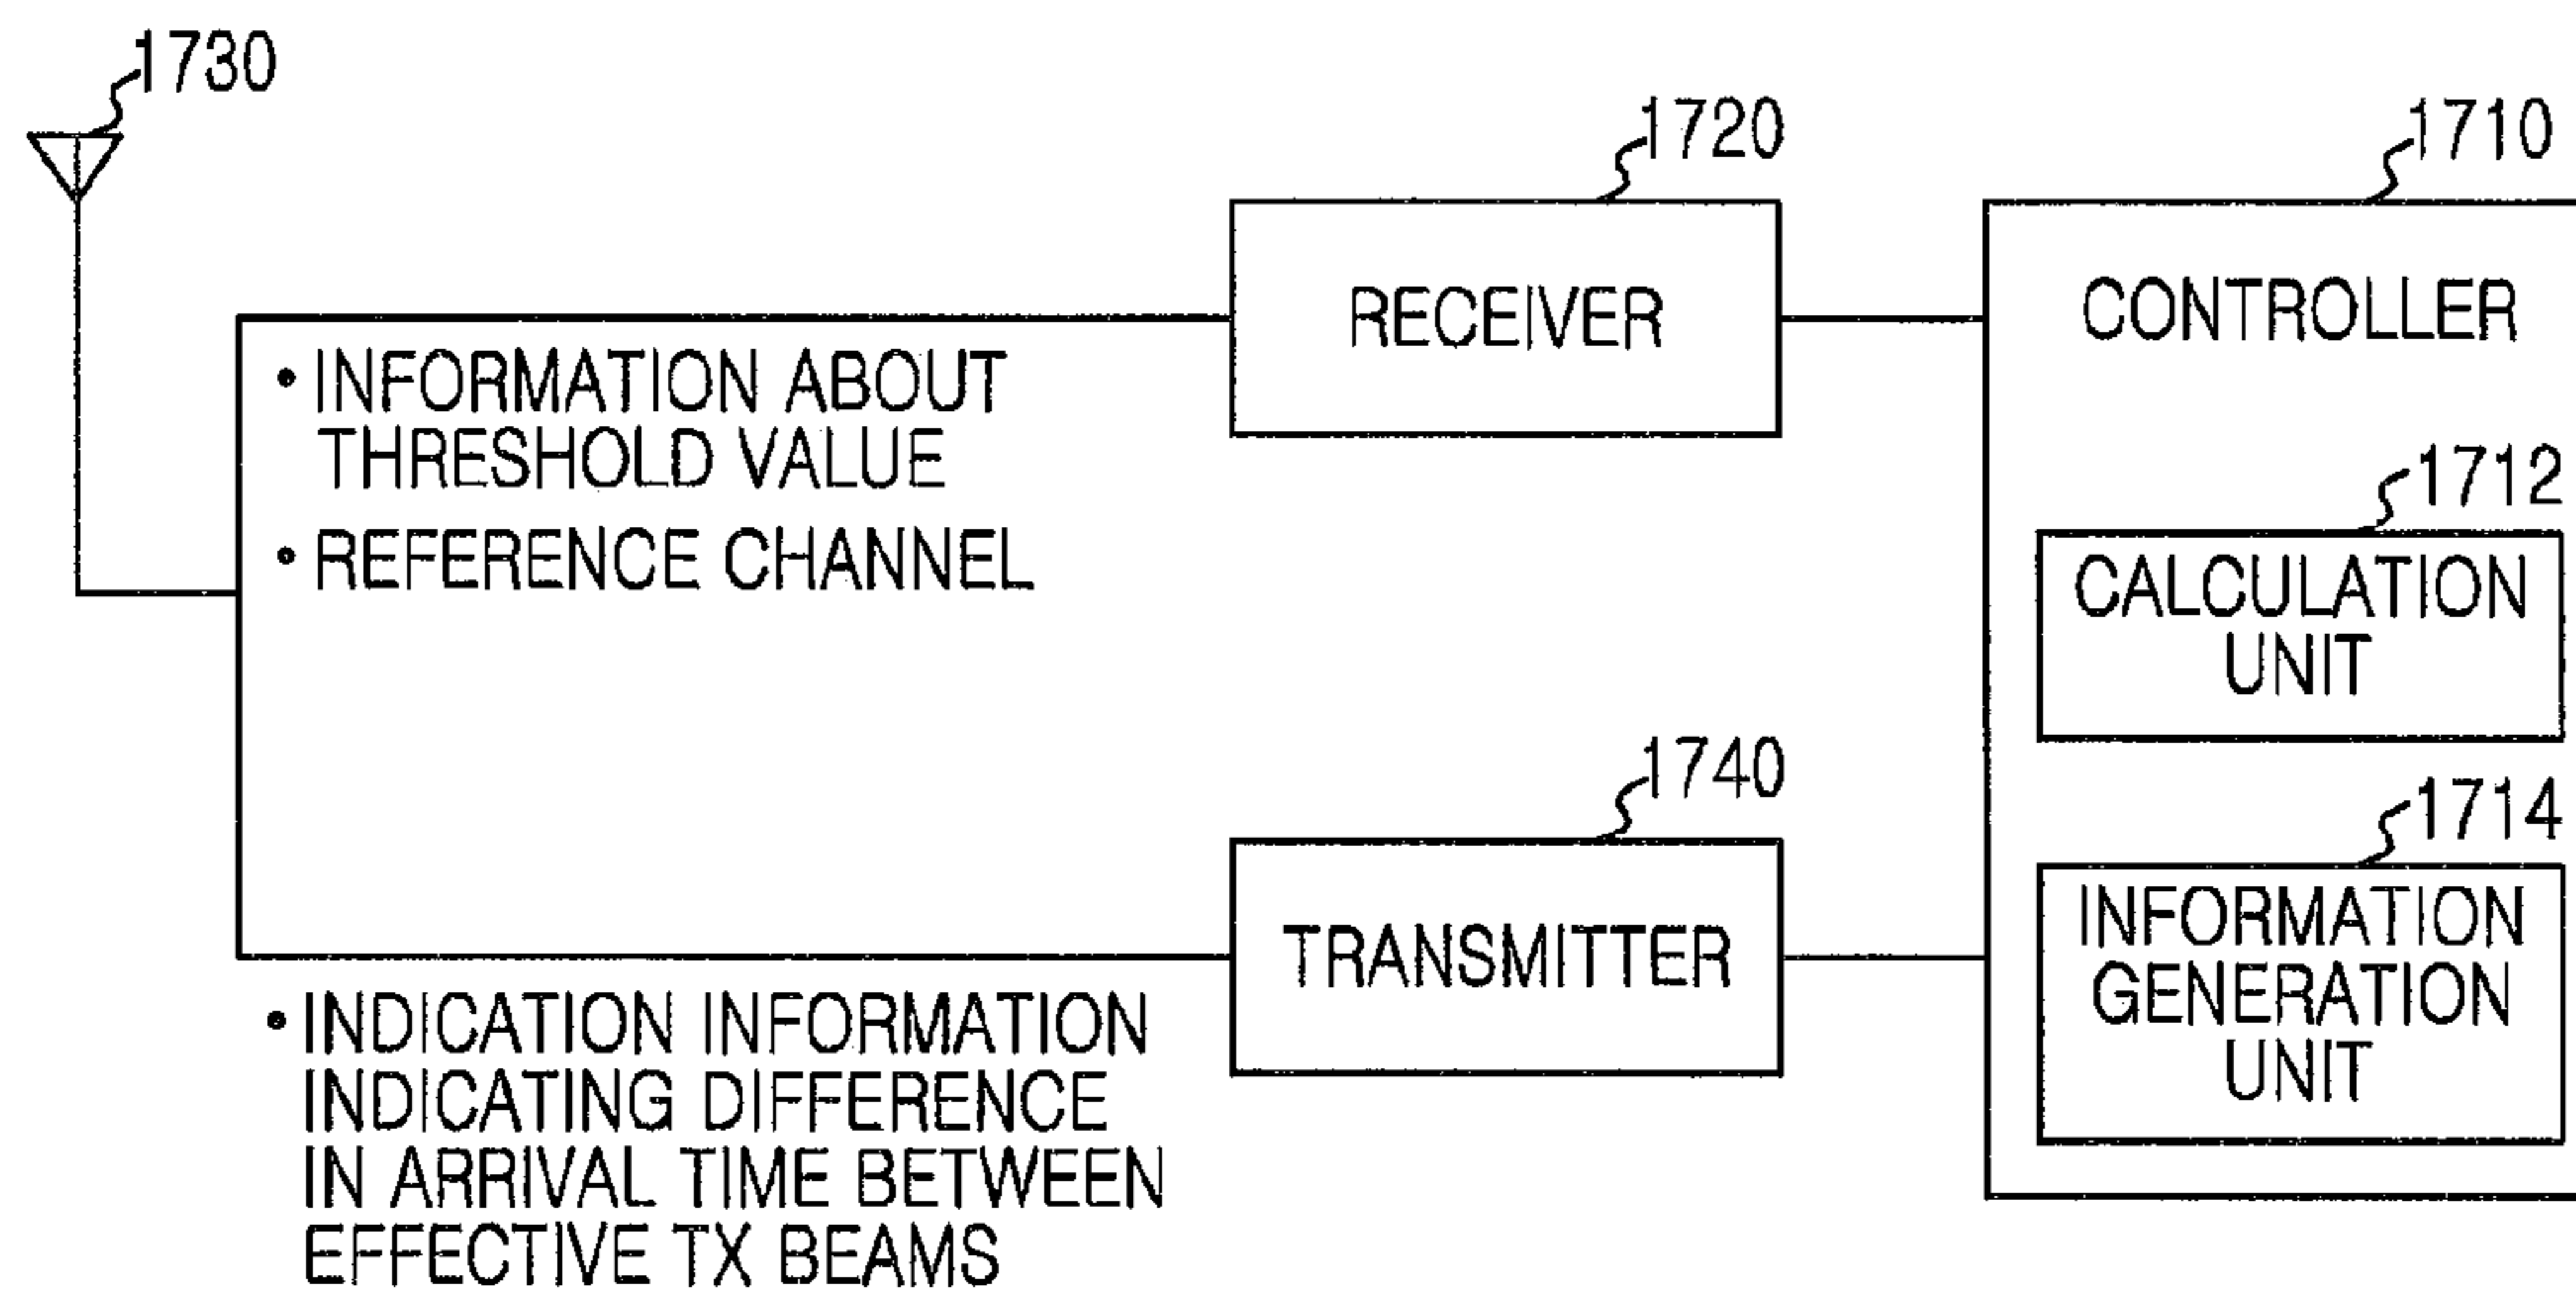 1730
1720
1710
RECEIVER
CONTROLLER
• INFORMATION ABOUT
THRESHOLD VALUE
• REFERENCE CHANNEL
1712
CALCULATION
UNIT
1740
1714
TRANSMITTER
INFORMATION
GENERATION
UNIT
• INDICATION INFORMATION
INDICATING DIFFERENCE
IN ARRIVAL TIME BETWEEN
EFFECTIVE TX BEAMS